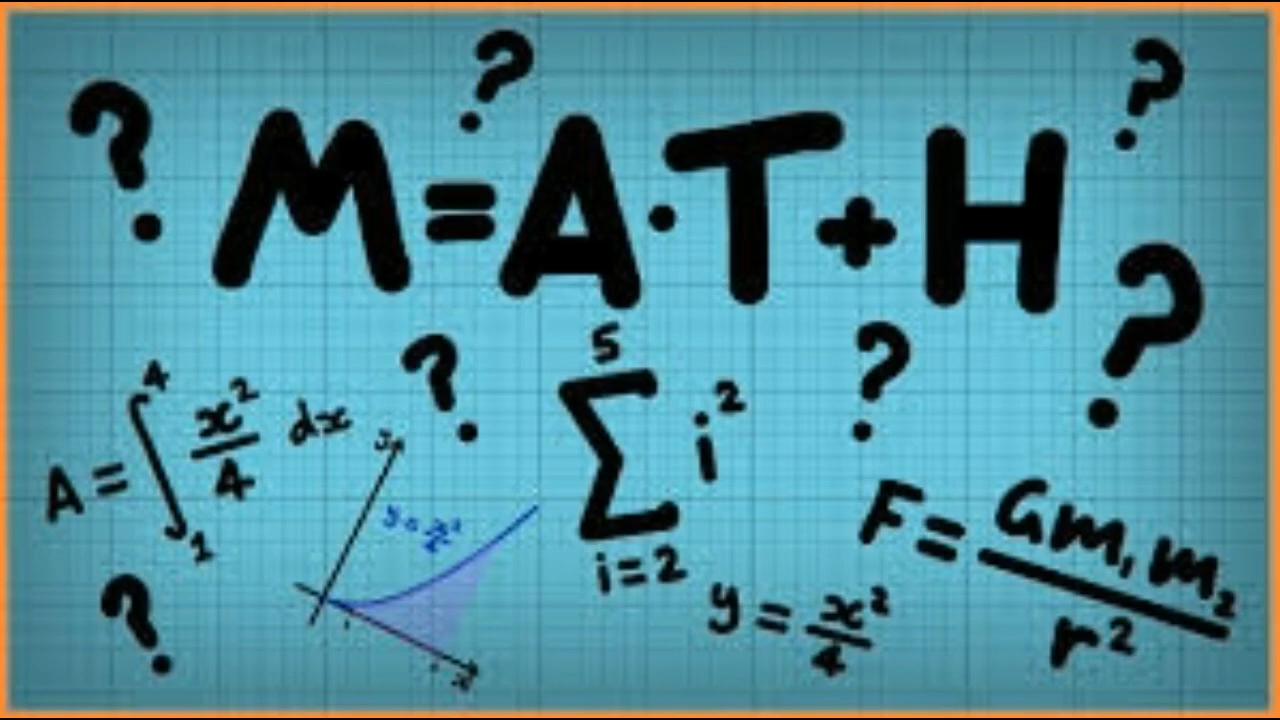 ? ? ?
M=A·T+H
? ? ?
A = ∫₁⁴ x²/4 dx
y
∑ i² (5, i=2)
F = Gm₁m₂/r²
y = x²/4
x
?